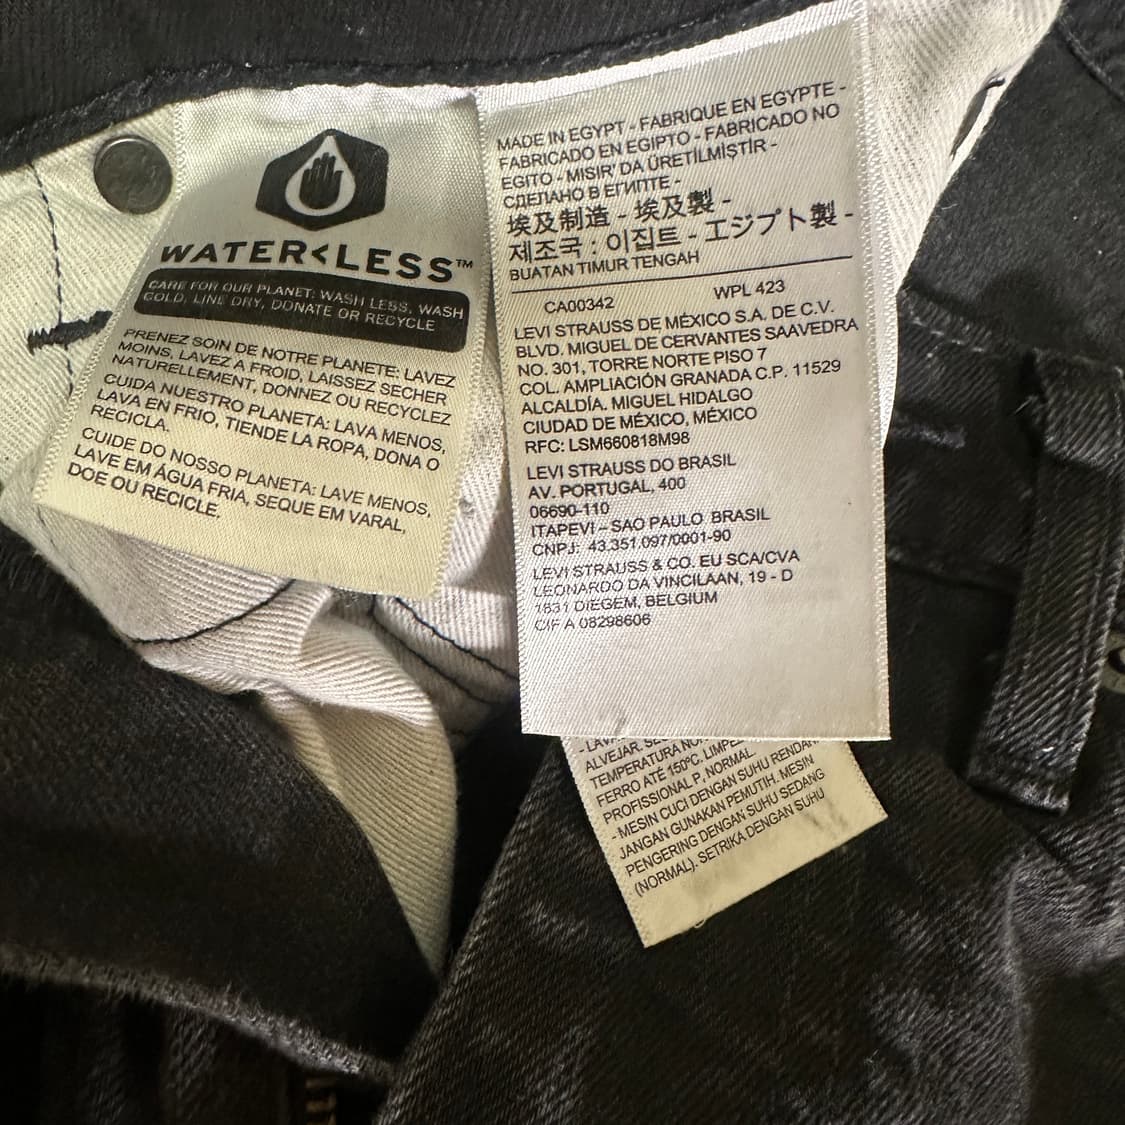 WATER<LESS™
CARE FOR OUR PLANET: WASH LESS, WASH
COLD, LINE DRY, DONATE OR RECYCLE
PRENEZ SOIN DE NOTRE PLANETE: LAVEZ
MOINS, LAVEZ À FROID, LAISSEZ SECHER
NATURELLEMENT, DONNEZ OU RECYCLEZ
CUIDA NUESTRO PLANETA: LAVA MENOS,
LAVA EN FRIO, TIENDE LA ROPA, DONA O
RECICLA.
CUIDE DO NOSSO PLANETA: LAVE MENOS,
LAVE EM ÁGUA FRIA, SEQUE EM VARAL,
DOE OU RECICLE.
MADE IN EGYPT - FABRIQUE EN EGYPTE -
FABRICADO EN EGIPTO - FABRICADO NO
EGITO - MISIR' DA ÜRETİLMİŞTİR -
СДЕЛАНО В ЕГИПТЕ -
埃及制造 - 埃及製 -
제조국 : 이집트 - エジプト製 -
BUATAN TIMUR TENGAH
CA00342 WPL 423
LEVI STRAUSS DE MÉXICO S.A. DE C.V.
BLVD. MIGUEL DE CERVANTES SAAVEDRA
NO. 301, TORRE NORTE PISO 7
COL. AMPLIACIÓN GRANADA C.P. 11529
ALCALDÍA. MIGUEL HIDALGO
CIUDAD DE MÉXICO, MÉXICO
RFC: LSM660818M98
LEVI STRAUSS DO BRASIL
AV. PORTUGAL, 400
06690-110
ITAPEVI – SAO PAULO BRASIL
CNPJ: 43.351.097/0001-90
LEVI STRAUSS & CO. EU SCA/CVA
LEONARDO DA VINCILAAN, 19 - D
1831 DIEGEM, BELGIUM
CIF A 08298606
ALVEJAR.
TEMPERATURA
FERRO ATÉ 150ºC.
PROFISSIONAL P, NORMAL.
- MESIN CUCI DENGAN SUHU RENDAH.
JANGAN GUNAKAN PEMUTIH. MESIN
PENGERING DENGAN SUHU SEDANG
(NORMAL). SETRIKA DENGAN SUHU